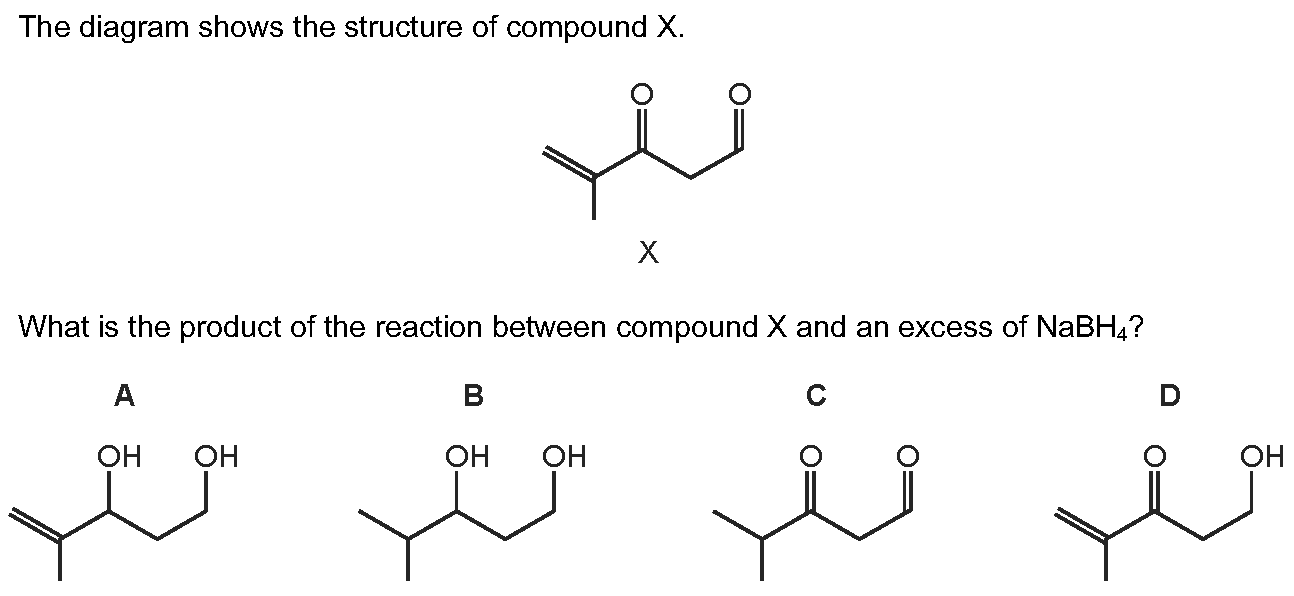 The diagram shows the structure of compound X.
O O
X
What is the product of the reaction between compound X and an excess of NaBH₄?
A B C D
OH OH OH OH O O O OH